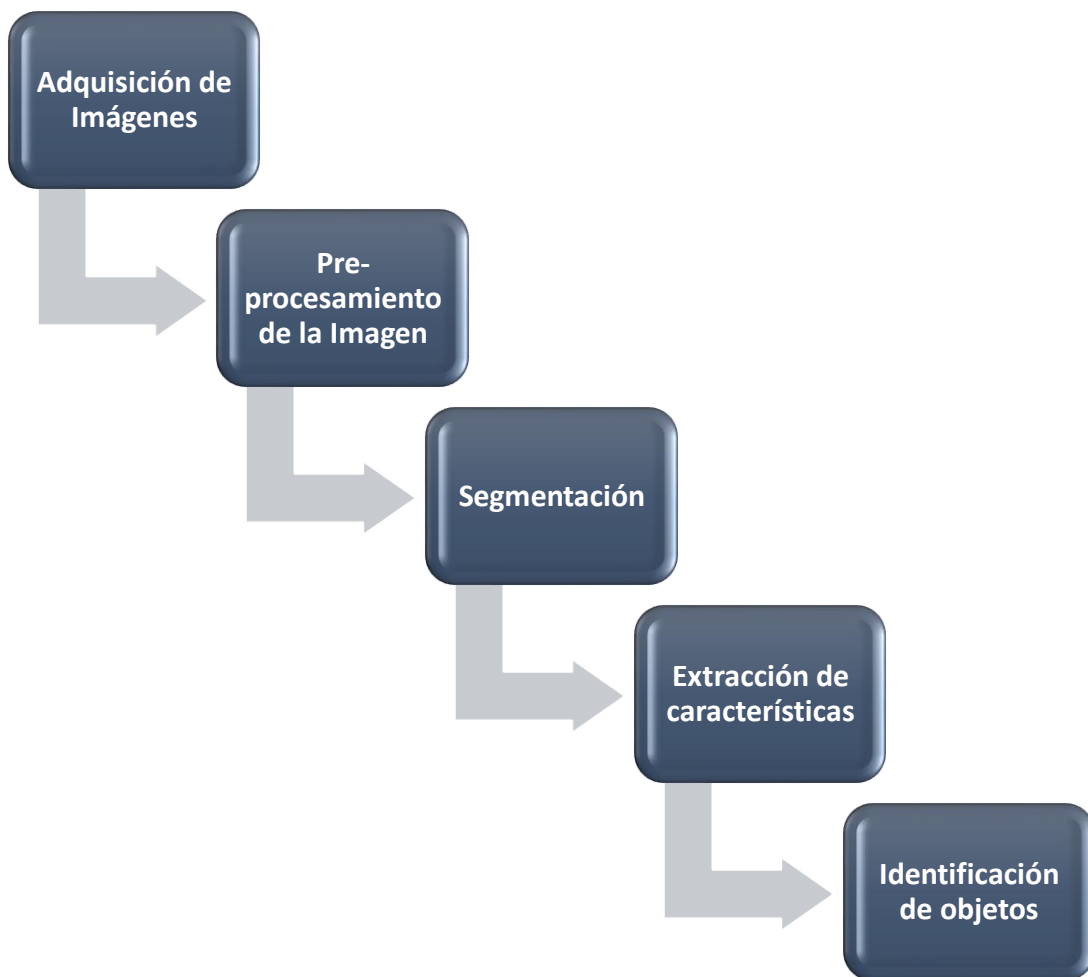 Adquisición de
Imágenes
Pre-
procesamiento
de la Imagen
Segmentación
Extracción de
características
Identificación
de objetos